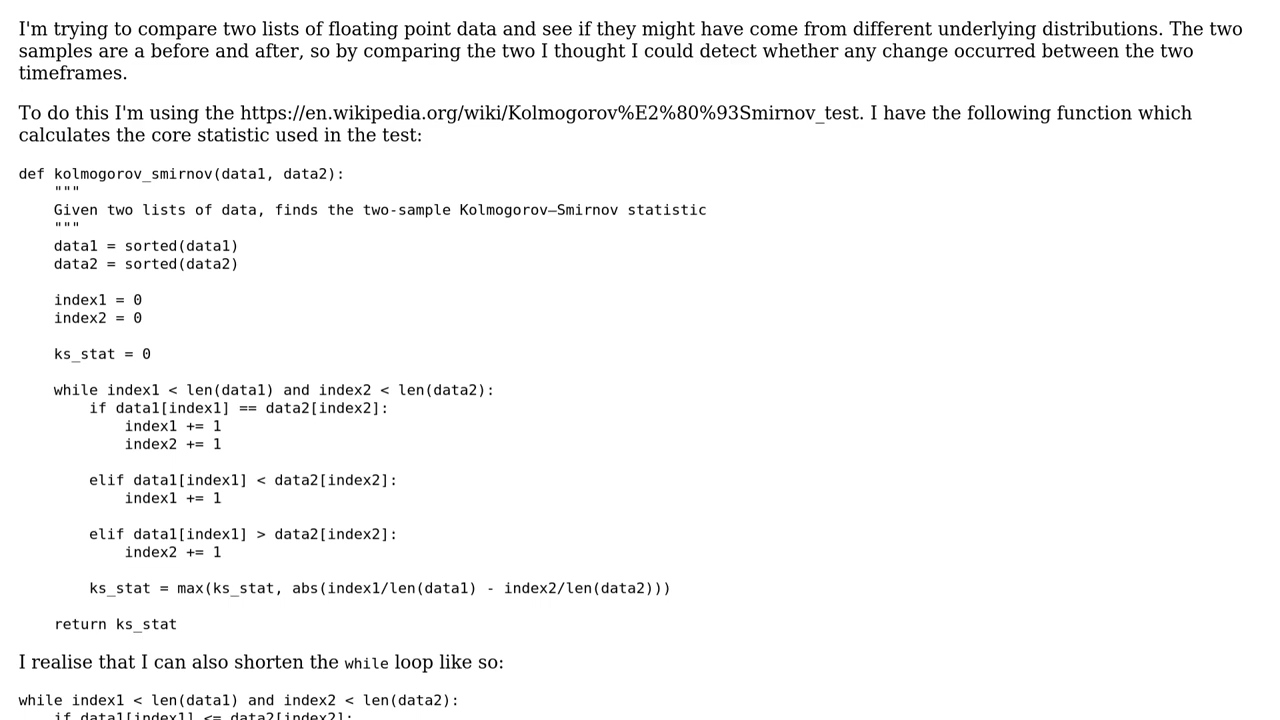 I'm trying to compare two lists of floating point data and see if they might have come from different underlying distributions. The two
samples are a before and after, so by comparing the two I thought I could detect whether any change occurred between the two
timeframes.
To do this I'm using the https://en.wikipedia.org/wiki/Kolmogorov%E2%80%93Smirnov_test. I have the following function which
calculates the core statistic used in the test:
def kolmogorov_smirnov(data1, data2):
    """
    Given two lists of data, finds the two-sample Kolmogorov–Smirnov statistic
    """
    data1 = sorted(data1)
    data2 = sorted(data2)
    index1 = 0
    index2 = 0
    ks_stat = 0
    while index1 < len(data1) and index2 < len(data2):
        if data1[index1] == data2[index2]:
            index1 += 1
            index2 += 1
        elif data1[index1] < data2[index2]:
            index1 += 1
        elif data1[index1] > data2[index2]:
            index2 += 1
        ks_stat = max(ks_stat, abs(index1/len(data1) - index2/len(data2)))
    return ks_stat
I realise that I can also shorten the while loop like so:
while index1 < len(data1) and index2 < len(data2):
    if data1[index1] <= data2[index2]: